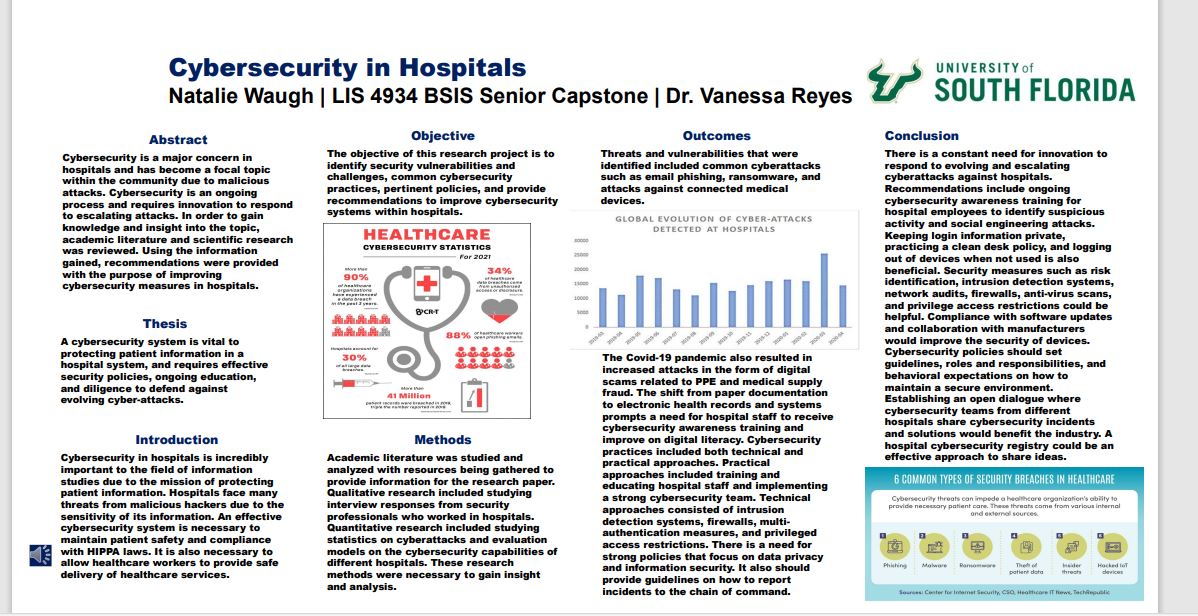 Cybersecurity in Hospitals
Natalie Waugh | LIS 4934 BSIS Senior Capstone | Dr. Vanessa Reyes
UNIVERSITY of
SOUTH FLORIDA
Abstract
Cybersecurity is a major concern in
hospitals and has become a focal topic
within the community due to malicious
attacks. Cybersecurity is an ongoing
process and requires innovation to respond
to escalating attacks. In order to gain
knowledge and insight into the topic,
academic literature and scientific research
was reviewed. Using the information
gained, recommendations were provided
with the purpose of improving
cybersecurity measures in hospitals.
Thesis
A cybersecurity system is vital to
protecting patient information in a
hospital system, and requires effective
security policies, ongoing education,
and diligence to defend against
evolving cyber-attacks.
Introduction
Cybersecurity in hospitals is incredibly
important to the field of information
studies due to the mission of protecting
patient information. Hospitals face many
threats from malicious hackers due to the
sensitivity of its information. An effective
cybersecurity system is necessary to
maintain patient safety and compliance
with HIPPA laws. It is also necessary to
allow healthcare workers to provide safe
delivery of healthcare services.
Objective
The objective of this research project is to
identify security vulnerabilities and
challenges, common cybersecurity
practices, pertinent policies, and provide
recommendations to improve cybersecurity
systems within hospitals.
HEALTHCARE
CYBERSECURITY STATISTICS
For 2021
More than
90%
of healthcare
organizations
have experienced
a data breach
in the past 3 years.
34%
of healthcare
data breaches come
from unauthorized
access or disclosure.
CR-T
88% of healthcare workers
open phishing emails
Hospitals account for
30%
of all large data
breaches.
More than
41 Million
patient records were breached in 2019,
triple the number reported in 2018.
Methods
Academic literature was studied and
analyzed with resources being gathered to
provide information for the research paper.
Qualitative research included studying
interview responses from security
professionals who worked in hospitals.
Quantitative research included studying
statistics on cyberattacks and evaluation
models on the cybersecurity capabilities of
different hospitals. These research
methods were necessary to gain insight
and analysis.
Outcomes
Threats and vulnerabilities that were
identified included common cyberattacks
such as email phishing, ransomware, and
attacks against connected medical
devices.
GLOBAL EVOLUTION OF CYBER-ATTACKS
DETECTED AT HOSPITALS
30000
25000
20000
15000
10000
5000
0
2019-03 2019-04 2019-05 2019-06 2019-07 2019-08 2019-09 2019-10 2019-11 2019-12 2020-01 2020-02 2020-03 2020-04
The Covid-19 pandemic also resulted in
increased attacks in the form of digital
scams related to PPE and medical supply
fraud. The shift from paper documentation
to electronic health records and systems
prompts a need for hospital staff to receive
cybersecurity awareness training and
improve on digital literacy. Cybersecurity
practices included both technical and
practical approaches. Practical
approaches included training and
educating hospital staff and implementing
a strong cybersecurity team. Technical
approaches consisted of intrusion
detection systems, firewalls, multi-
authentication measures, and privileged
access restrictions. There is a need for
strong policies that focus on data privacy
and information security. It also should
provide guidelines on how to report
incidents to the chain of command.
Conclusion
There is a constant need for innovation to
respond to evolving and escalating
cyberattacks against hospitals.
Recommendations include ongoing
cybersecurity awareness training for
hospital employees to identify suspicious
activity and social engineering attacks.
Keeping login information private,
practicing a clean desk policy, and logging
out of devices when not used is also
beneficial. Security measures such as risk
identification, intrusion detection systems,
network audits, firewalls, anti-virus scans,
and privilege access restrictions could be
helpful. Compliance with software updates
and collaboration with manufacturers
would improve the security of devices.
Cybersecurity policies should set
guidelines, roles and responsibilities, and
behavioral expectations on how to
maintain a secure environment.
Establishing an open dialogue where
cybersecurity teams from different
hospitals share cybersecurity incidents
and solutions would benefit the industry. A
hospital cybersecurity registry could be an
effective approach to share ideas.
6 COMMON TYPES OF SECURITY BREACHES IN HEALTHCARE
Cybersecurity threats can impede a healthcare organization's ability to
provide necessary patient care. These threats come from various internal
and external sources.
1 2 3 4 5 6
Phishing Malware Ransomware Theft of patient data Insider threats Hacked IoT devices
Sources: Center for Internet Security, CSO, Healthcare IT News, TechRepublic